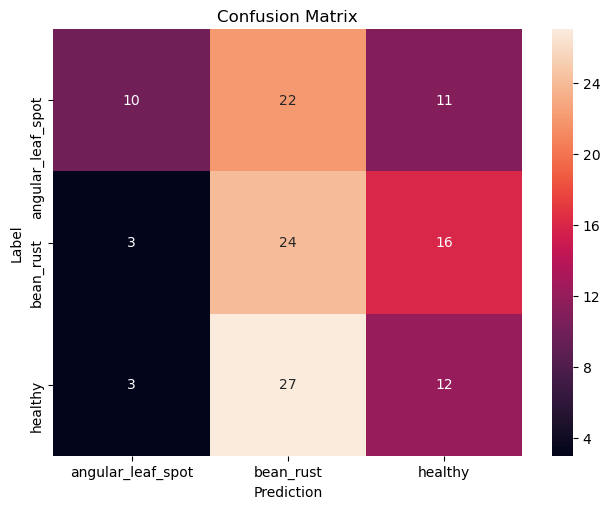 Confusion Matrix
Label
angular_leaf_spot
10 22 11
bean_rust
3 24 16
healthy
3 27 12
angular_leaf_spot bean_rust healthy
Prediction
24
20
16
12
8
4